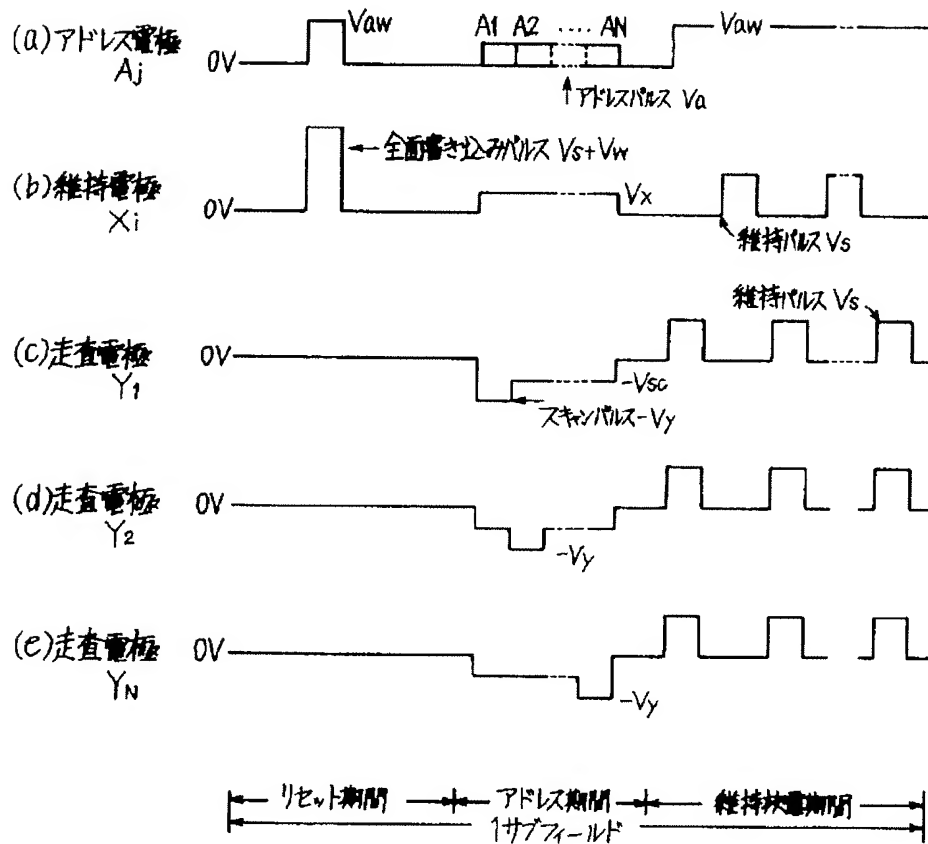 (a)アドレス電極
Aj
0V
Vaw
A1 A2 ‥‥ AN
Vaw
アドレスパルス Va
全面書き込みパルス Vs+Vw
(b)維持電極
Xi
0V
Vx
維持パルス Vs
維持パルス Vs
(c)走査電極
Y1
0V
-Vsc
スキャンパルス-Vy
(d)走査電極
Y2
0V
-Vy
(e)走査電極
YN
0V
-Vy
リセット期間
アドレス期間
維持放電期間
1サブフィールド